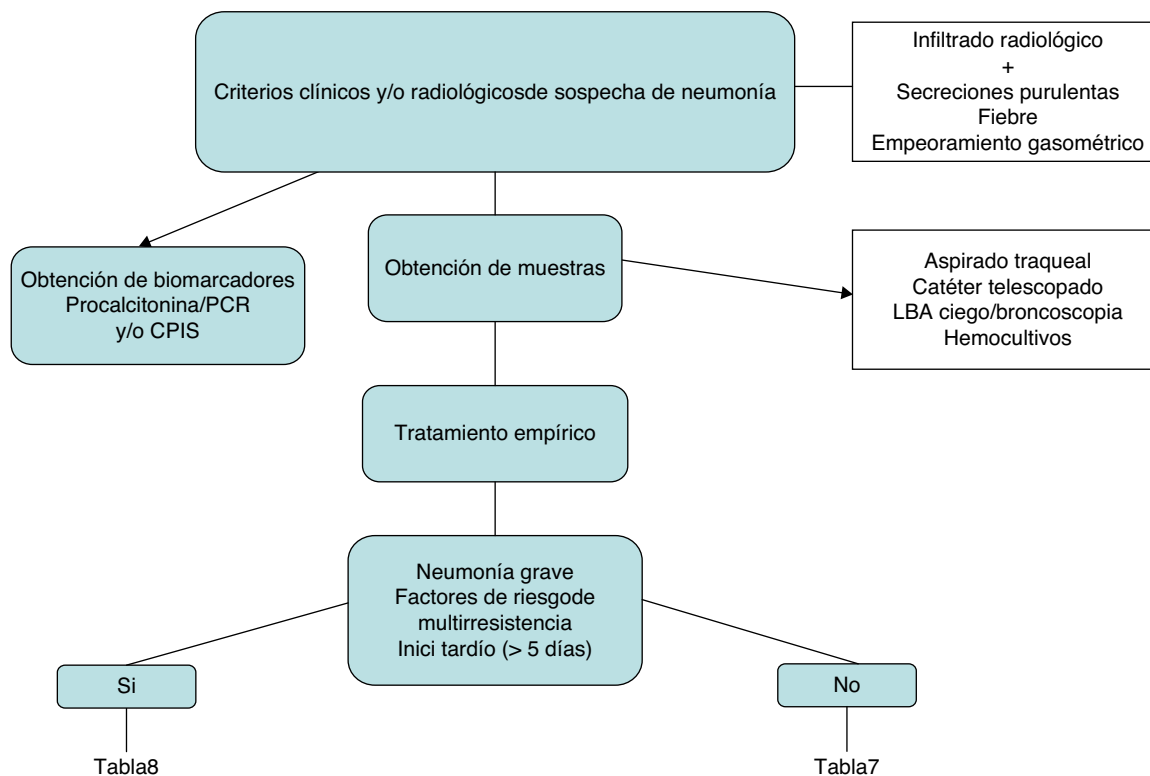 Criterios clínicos y/o radiológicosde sospecha de neumonía
Infiltrado radiológico
+
Secreciones purulentas
Fiebre
Empeoramiento gasométrico
Obtención de biomarcadores
Procalcitonina/PCR
y/o CPIS
Obtención de muestras
Aspirado traqueal
Catéter telescopado
LBA ciego/broncoscopia
Hemocultivos
Tratamiento empírico
Neumonía grave
Factores de riesgode
multirresistencia
Inici tardío (> 5 días)
Si
No
Tabla8
Tabla7